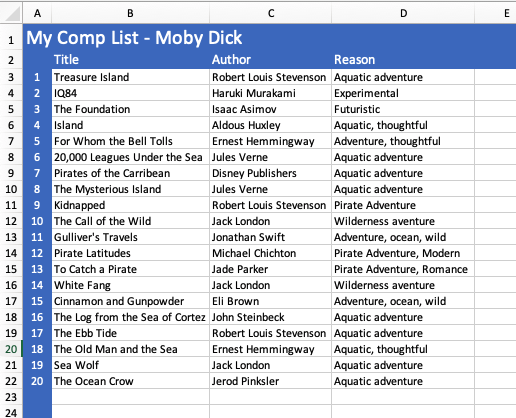 A B C D E
1 My Comp List - Moby Dick
2 Title Author Reason
3 1 Treasure Island Robert Louis Stevenson Aquatic adventure
4 2 IQ84 Haruki Murakami Experimental
5 3 The Foundation Isaac Asimov Futuristic
6 4 Island Aldous Huxley Aquatic, thoughtful
7 5 For Whom the Bell Tolls Ernest Hemmingway Adventure, thoughtful
8 6 20,000 Leagues Under the Sea Jules Verne Aquatic adventure
9 7 Pirates of the Carribean Disney Publishers Aquatic adventure
10 8 The Mysterious Island Jules Verne Aquatic adventure
11 9 Kidnapped Robert Louis Stevenson Pirate Adventure
12 10 The Call of the Wild Jack London Wilderness aventure
13 11 Gulliver's Travels Jonathan Swift Adventure, ocean, wild
14 12 Pirate Latitudes Michael Chichton Pirate Adventure, Modern
15 13 To Catch a Pirate Jade Parker Pirate Adventure, Romance
16 14 White Fang Jack London Wilderness aventure
17 15 Cinnamon and Gunpowder Eli Brown Adventure, ocean, wild
18 16 The Log from the Sea of Cortez John Steinbeck Aquatic adventure
19 17 The Ebb Tide Robert Louis Stevenson Aquatic adventure
20 18 The Old Man and the Sea Ernest Hemmingway Aquatic, thoughtful
21 19 Sea Wolf Jack London Aquatic adventure
22 20 The Ocean Crow Jerod Pinksler Aquatic adventure
23
24